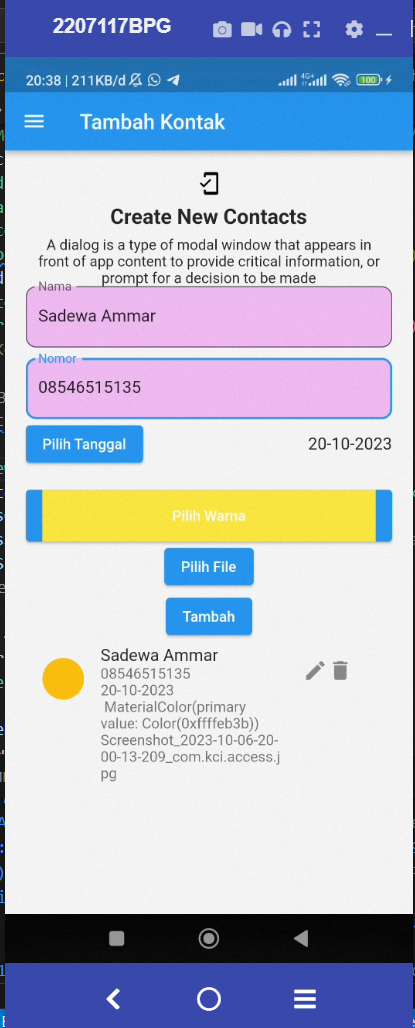 2207117BPG
20:38 | 211KB/d
4G+
100
Tambah Kontak
Create New Contacts
A dialog is a type of modal window that appears in
front of app content to provide critical information, or
prompt for a decision to be made
Nama
Sadewa Ammar
Nomor
08546515135
Pilih Tanggal
20-10-2023
Pilih Warna
Pilih File
Tambah
Sadewa Ammar
08546515135
20-10-2023
MaterialColor(primary
value: Color(0xffffeb3b))
Screenshot_2023-10-06-20-
00-13-209_com.kci.access.j
pg